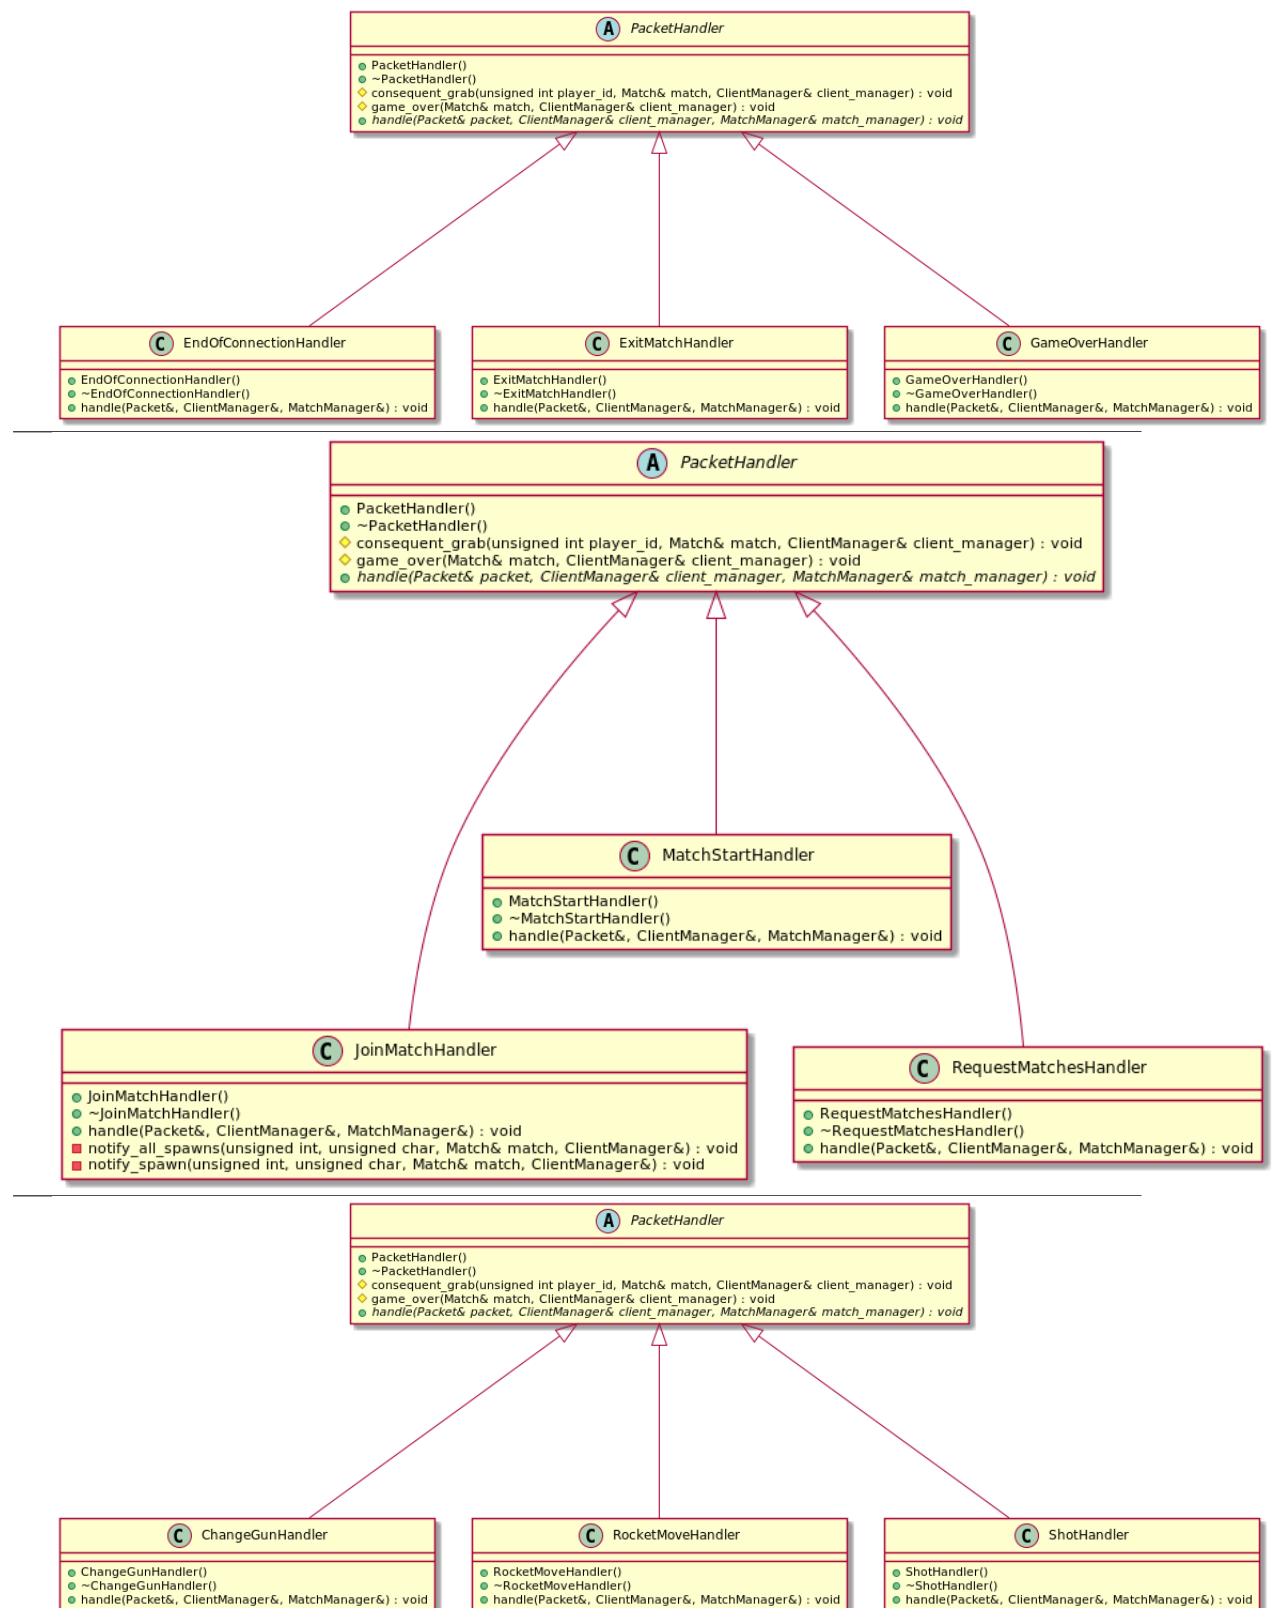 A PacketHandler
PacketHandler()
~PacketHandler()
consequent_grab(unsigned int player_id, Match& match, ClientManager& client_manager) : void
game_over(Match& match, ClientManager& client_manager) : void
handle(Packet& packet, ClientManager& client_manager, MatchManager& match_manager) : void
C EndOfConnectionHandler
EndOfConnectionHandler()
~EndOfConnectionHandler()
handle(Packet&, ClientManager&, MatchManager&) : void
C ExitMatchHandler
ExitMatchHandler()
~ExitMatchHandler()
handle(Packet&, ClientManager&, MatchManager&) : void
C GameOverHandler
GameOverHandler()
~GameOverHandler()
handle(Packet&, ClientManager&, MatchManager&) : void
A PacketHandler
PacketHandler()
~PacketHandler()
consequent_grab(unsigned int player_id, Match& match, ClientManager& client_manager) : void
game_over(Match& match, ClientManager& client_manager) : void
handle(Packet& packet, ClientManager& client_manager, MatchManager& match_manager) : void
C MatchStartHandler
MatchStartHandler()
~MatchStartHandler()
handle(Packet&, ClientManager&, MatchManager&) : void
C JoinMatchHandler
JoinMatchHandler()
~JoinMatchHandler()
handle(Packet&, ClientManager&, MatchManager&) : void
notify_all_spawns(unsigned int, unsigned char, Match& match, ClientManager&) : void
notify_spawn(unsigned int, unsigned char, Match& match, ClientManager&) : void
C RequestMatchesHandler
RequestMatchesHandler()
~RequestMatchesHandler()
handle(Packet&, ClientManager&, MatchManager&) : void
A PacketHandler
PacketHandler()
~PacketHandler()
consequent_grab(unsigned int player_id, Match& match, ClientManager& client_manager) : void
game_over(Match& match, ClientManager& client_manager) : void
handle(Packet& packet, ClientManager& client_manager, MatchManager& match_manager) : void
C ChangeGunHandler
ChangeGunHandler()
~ChangeGunHandler()
handle(Packet&, ClientManager&, MatchManager&) : void
C RocketMoveHandler
RocketMoveHandler()
~RocketMoveHandler()
handle(Packet&, ClientManager&, MatchManager&) : void
C ShotHandler
ShotHandler()
~ShotHandler()
handle(Packet&, ClientManager&, MatchManager&) : void